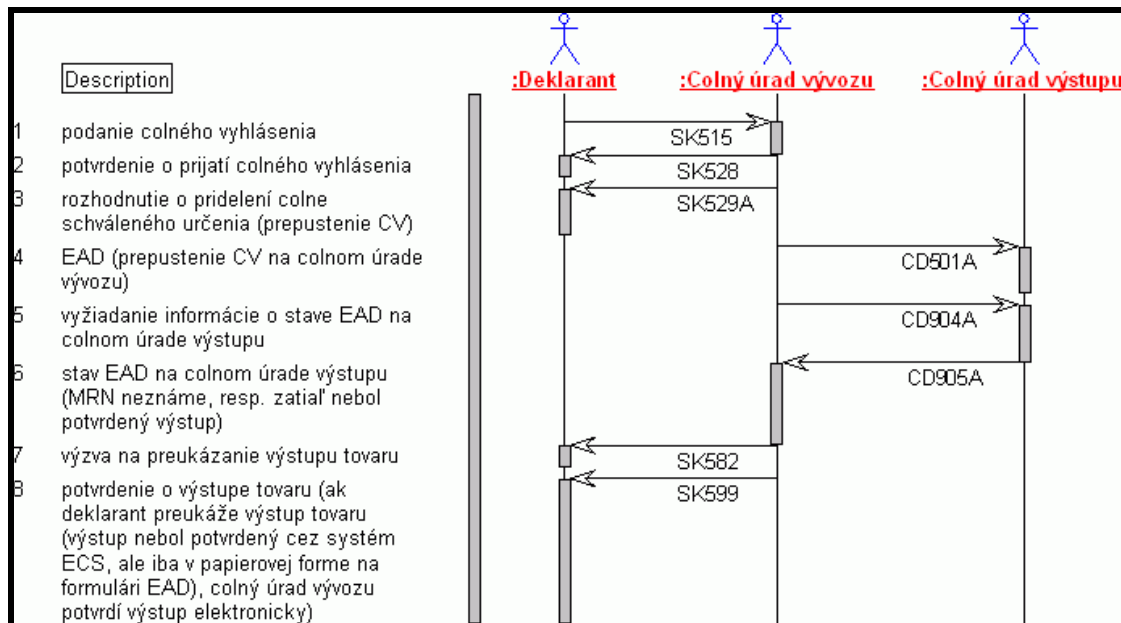 :Deklarant :Colný úrad vývozu :Colný úrad výstupu
Description
1 podanie colného vyhlásenia
SK515
2 potvrdenie o prijatí colného vyhlásenia
SK528
3 rozhodnutie o pridelení colne
schváleného určenia (prepustenie CV)
SK529A
4 EAD (prepustenie CV na colnom úrade
vývozu)
CD501A
5 vyžiadanie informácie o stave EAD na
colnom úrade výstupu
CD904A
6 stav EAD na colnom úrade výstupu
(MRN neznáme, resp. zatiaľ nebol
potvrdený výstup)
CD905A
7 výzva na preukázanie výstupu tovaru
SK582
8 potvrdenie o výstupe tovaru (ak
deklarant preukáže výstup tovaru
(výstup nebol potvrdený cez systém
ECS, ale iba v papierovej forme na
formulári EAD), colný úrad vývozu
potvrdí výstup elektronicky)
SK599